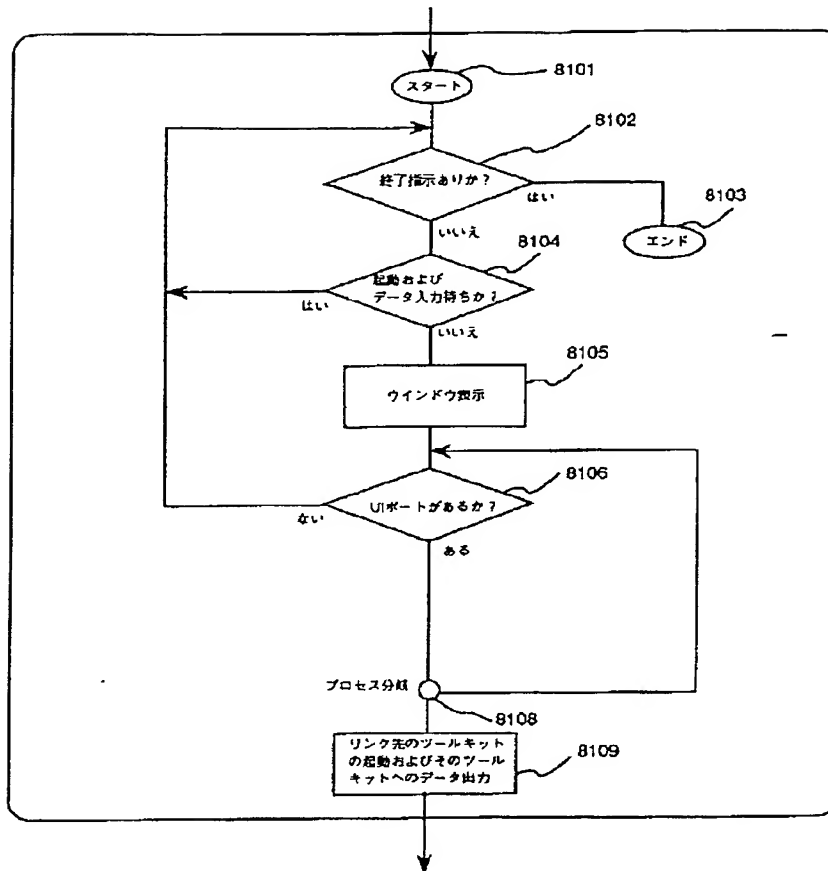 8101
スタート
8102
終了指示ありか？
はい
8103
エンド
いいえ
8104
起動および
データ入力待ちか？
はい
いいえ
8105
ウインドウ表示
8106
UIポートがあるか？
ない
ある
プロセス分岐
8108
リンク先のツールキット
の起動およびそのツール
キットへのデータ出力
8109